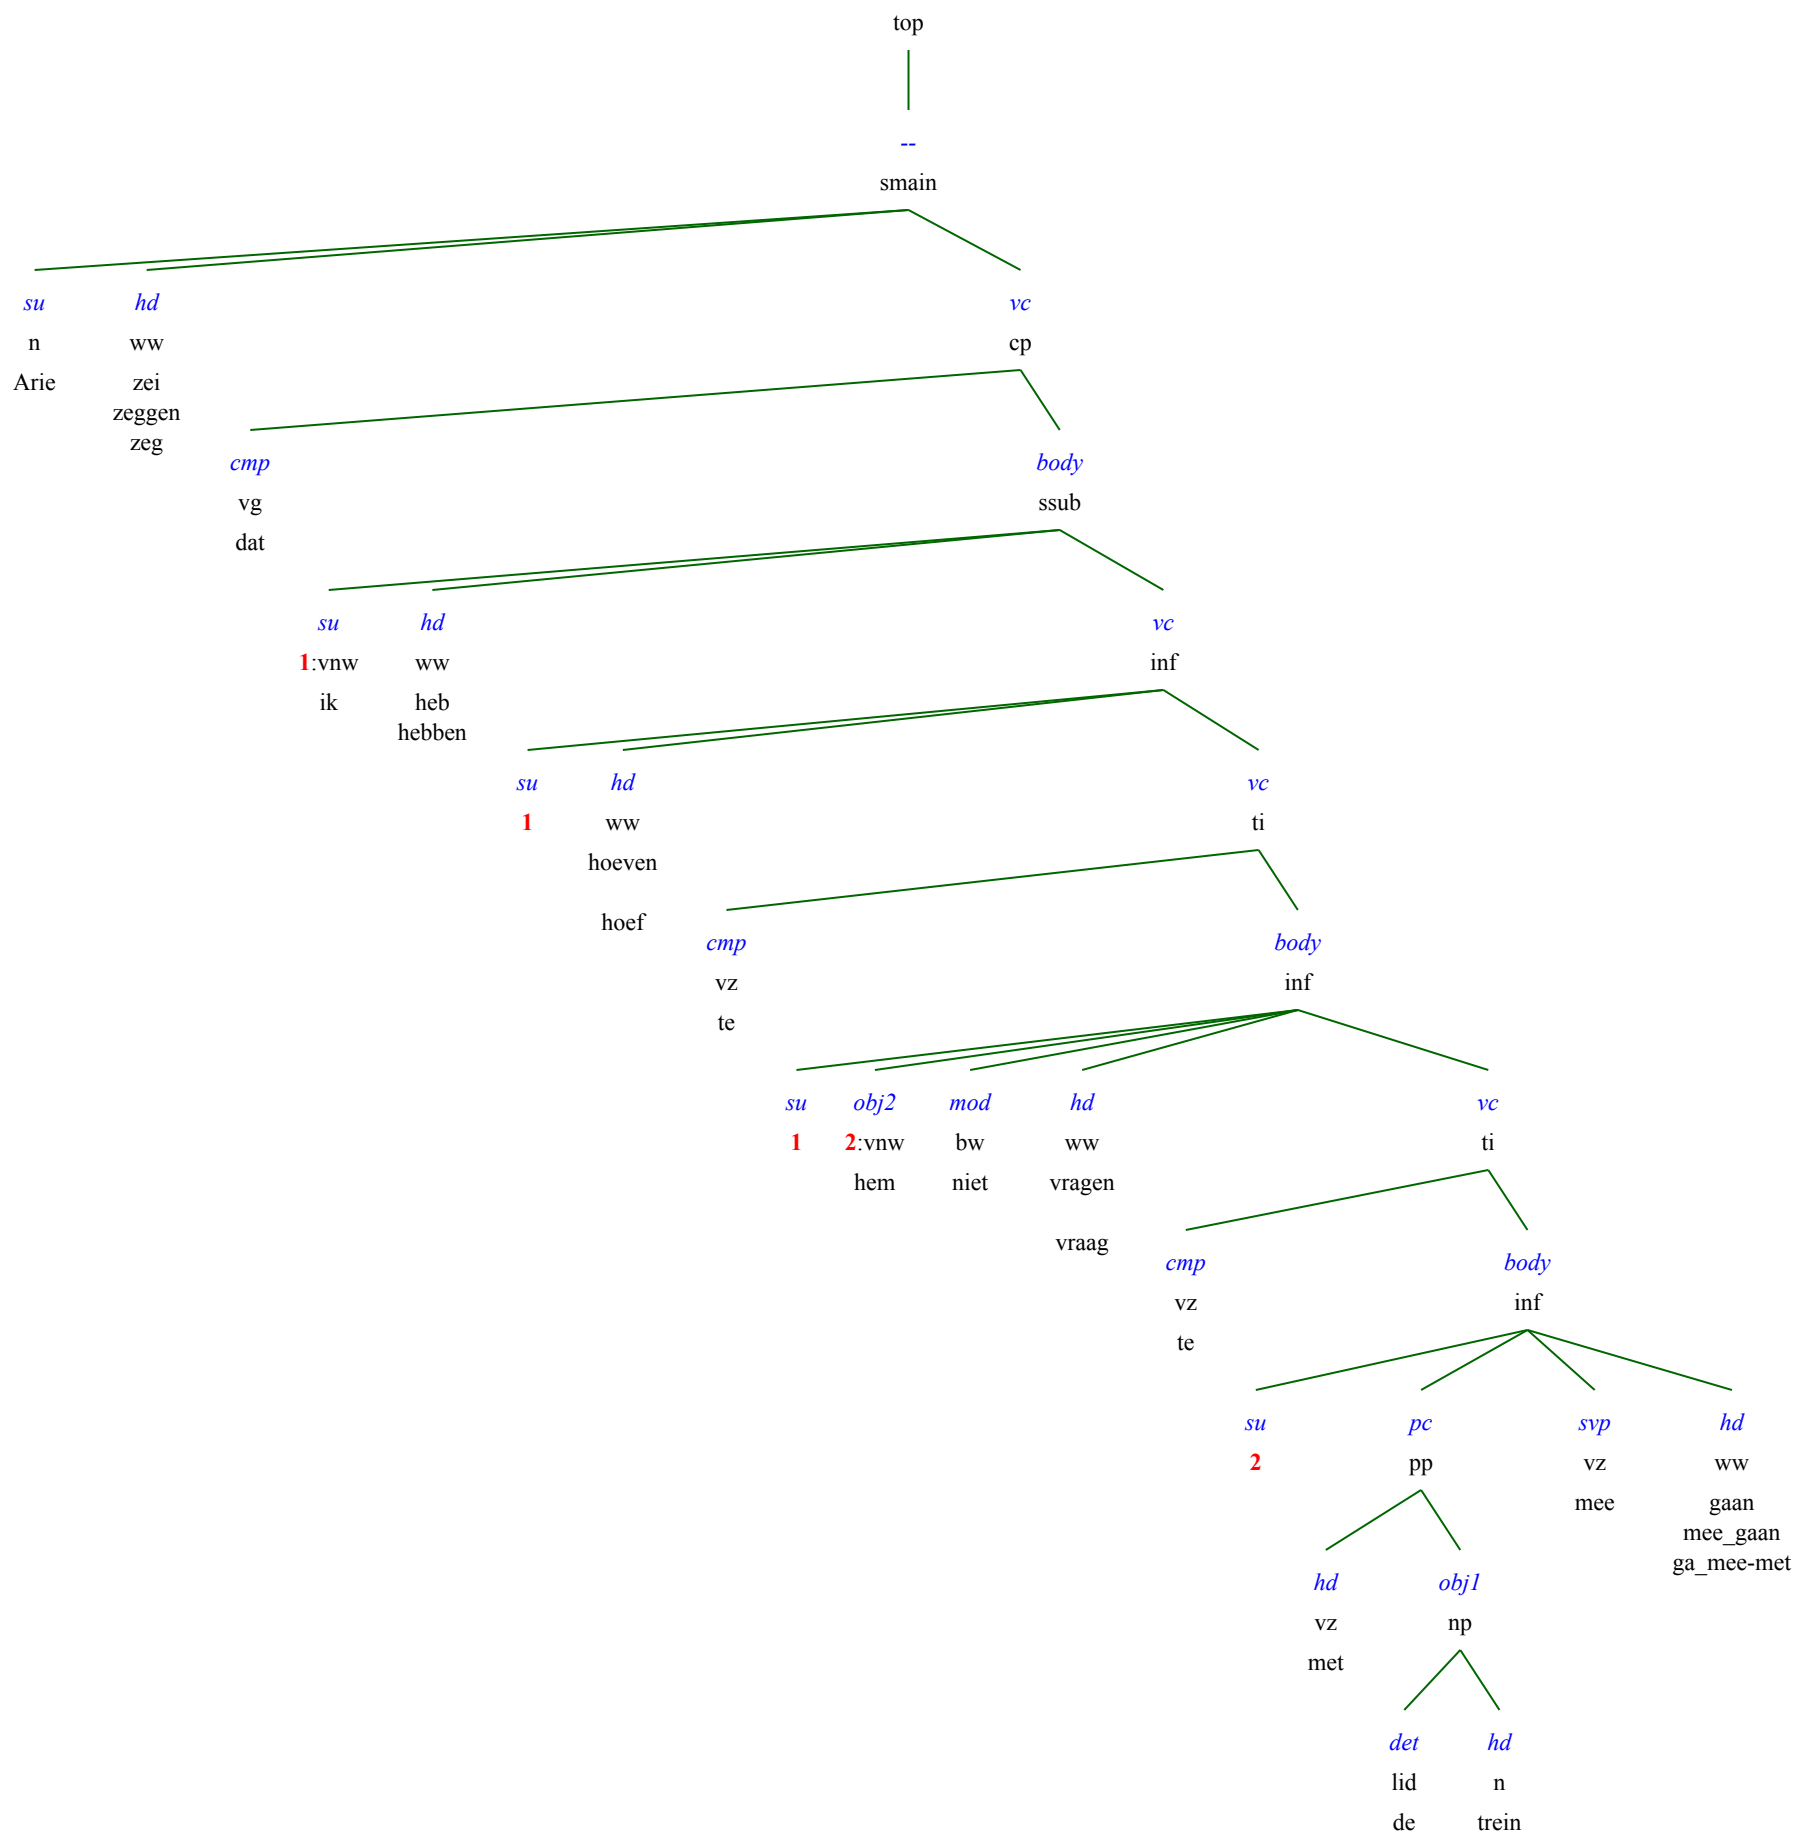 top
--
smain
su hd vc
n ww cp
Arie zei
zeggen
zeg
cmp body
vg ssub
dat
su hd vc
1:vnw ww inf
ik heb
hebben
su hd vc
1 ww ti
hoeven
hoef
cmp body
vz inf
te
su obj2 mod hd vc
1 2:vnw bw ww ti
hem niet vragen
vraag
cmp body
vz inf
te
su pc svp hd
2 pp vz ww
mee gaan
mee_gaan
ga_mee-met
hd obj1
vz np
met
det hd
lid n
de trein